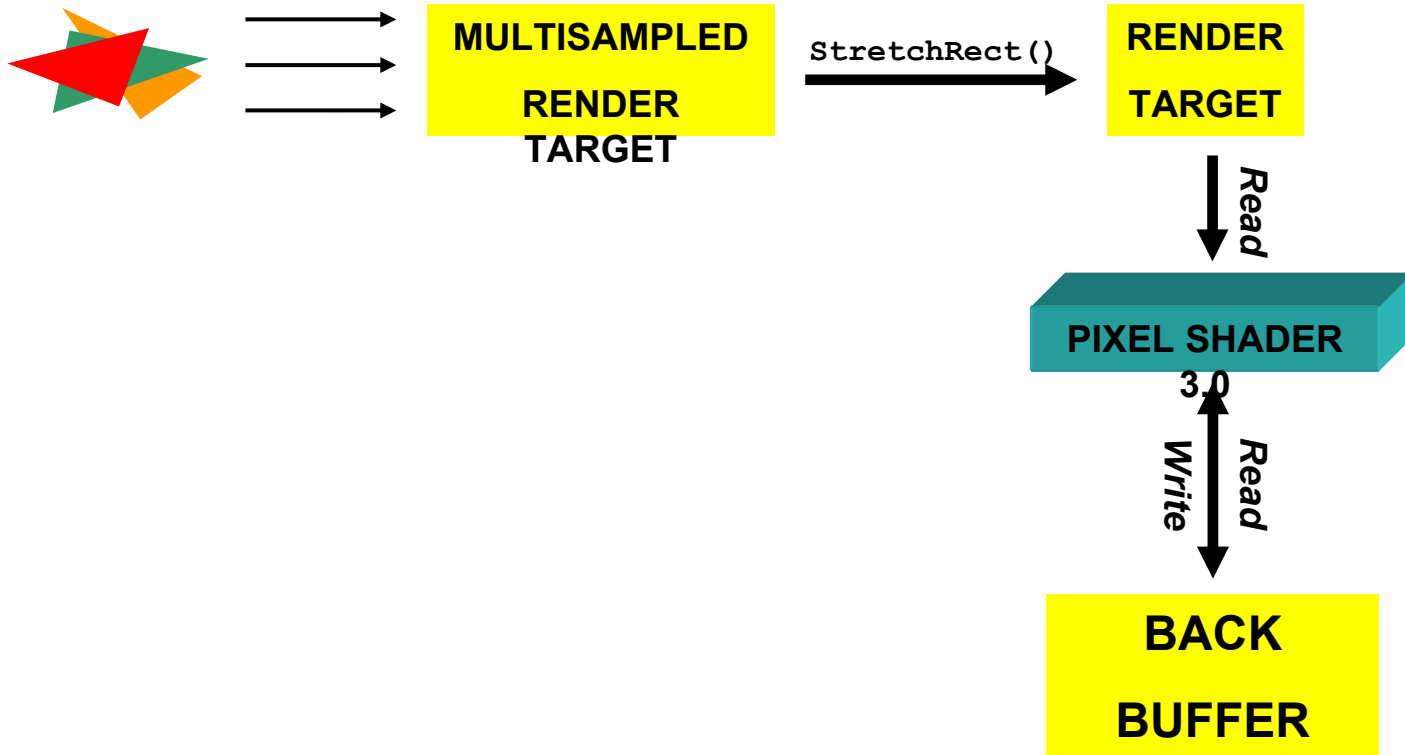 MULTISAMPLED
RENDER
TARGET
StretchRect()
RENDER
TARGET
Read
PIXEL SHADER
3.0
Write
Read
BACK
BUFFER